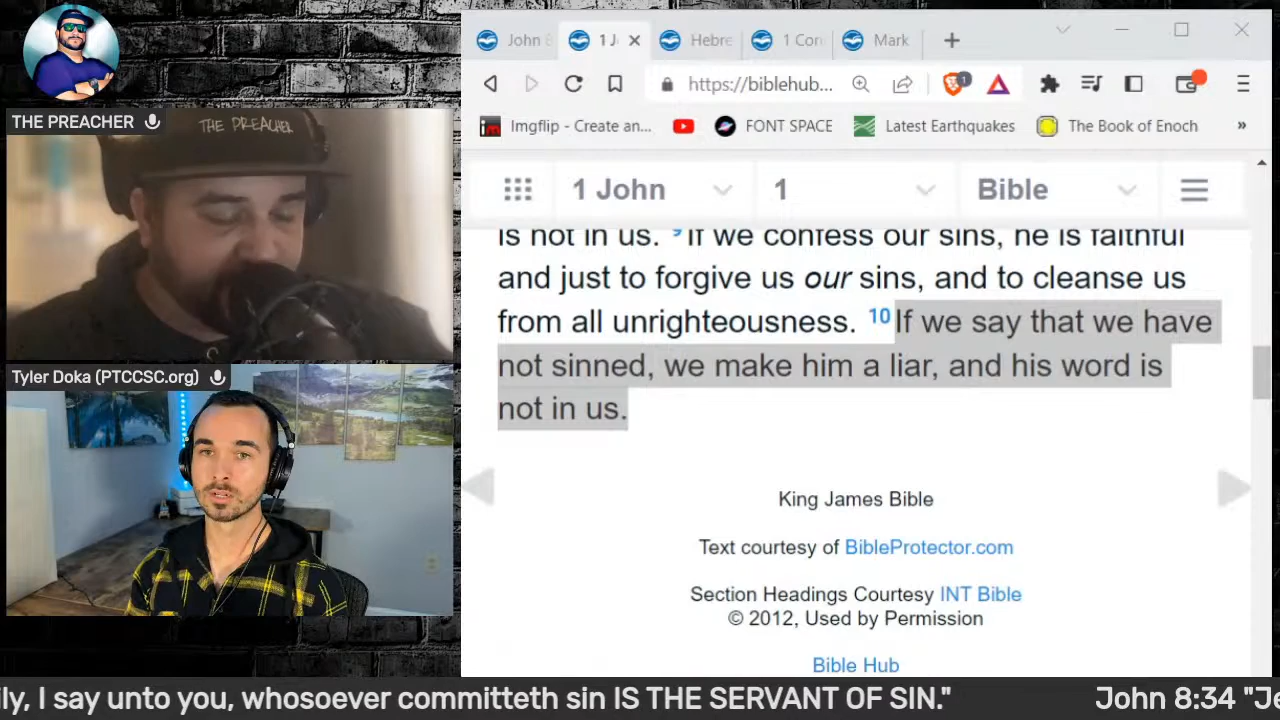 THE PREACHER
THE PREACHER
Tyler Doka (PTCCSC.org)
John 8
1 J
Hebre
1 Cor
Mark
https://biblehub...
1
Imgflip - Create an...
FONT SPACE
Latest Earthquakes
The Book of Enoch
»
1 John
1
Bible
is not in us. 9 If we confess our sins, he is faithful
and just to forgive us our sins, and to cleanse us
from all unrighteousness. 10 If we say that we have
not sinned, we make him a liar, and his word is
not in us.
King James Bible
Text courtesy of BibleProtector.com
Section Headings Courtesy INT Bible
© 2012, Used by Permission
Bible Hub
ily, I say unto you, whosoever committeth sin IS THE SERVANT OF SIN." John 8:34 "Je